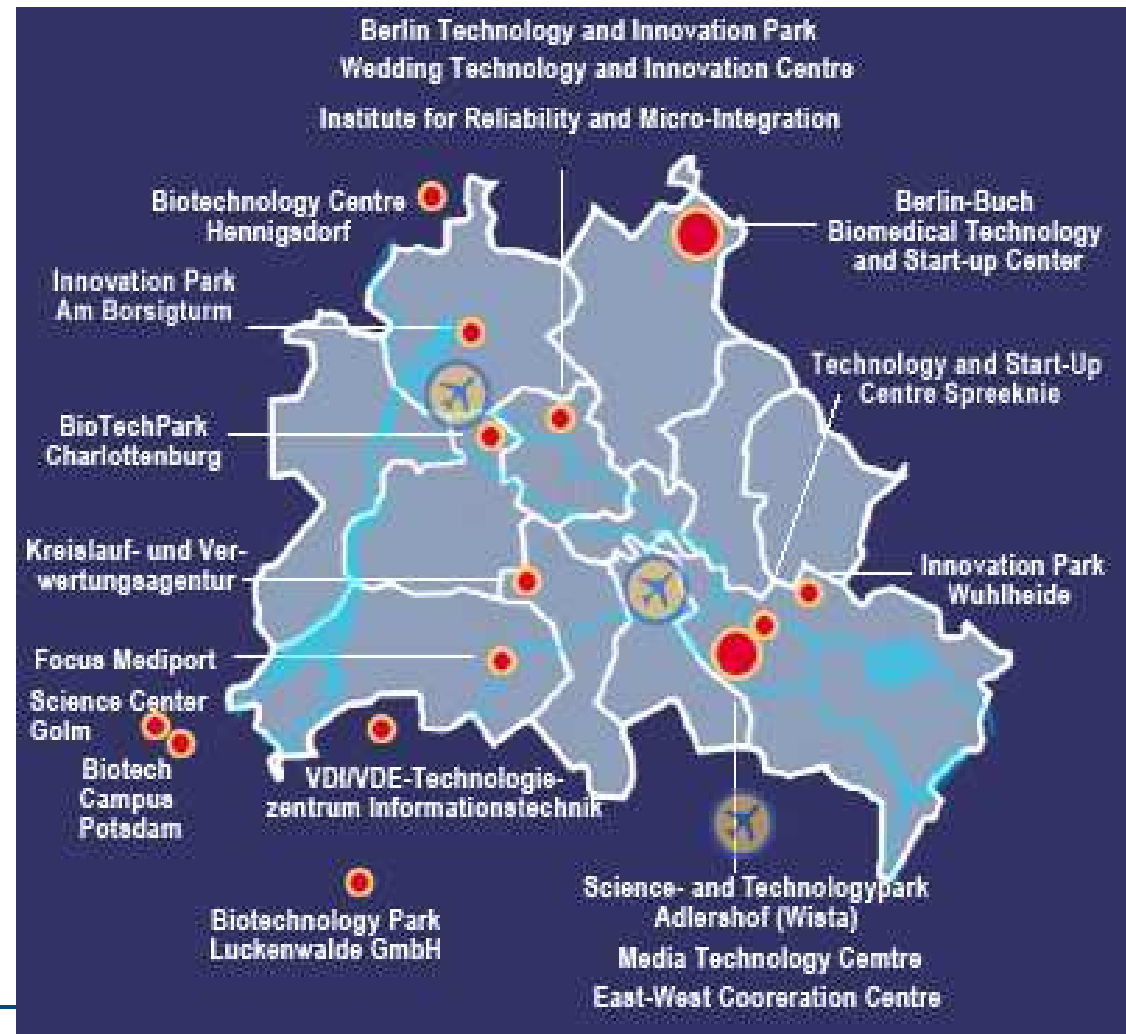 Berlin Technology and Innovation Park
Wedding Technology and Innovation Centre
Institute for Reliability and Micro-Integration
Biotechnology Centre
Hennigsdorf
Berlin-Buch
Biomedical Technology
and Start-up Center
Innovation Park
Am Borsigturm
Technology and Start-Up
Centre Spreeknie
BioTechPark
Charlottenburg
Kreislauf- und Ver-
wertungsagentur
Innovation Park
Wuhlheide
Focus Mediport
Science Center
Golm
Biotech
Campus
Potsdam
VDI/VDE-Technologie-
zentrum Informationstechnik
Science- and Technologypark
Adlershof (Wista)
Media Technology Cemtre
East-West Cooreration Centre
Biotechnology Park
Luckenwalde GmbH